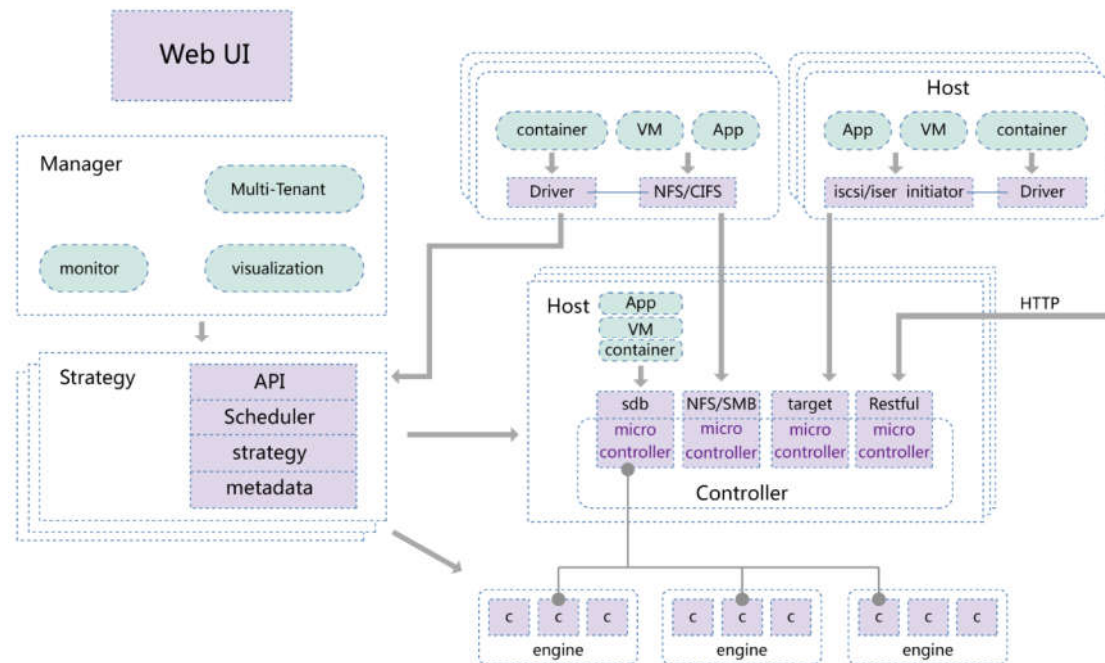 Web UI
Manager
Multi-Tenant
monitor
visualization
Strategy
API
Scheduler
strategy
metadata
container
VM
App
Driver
NFS/CIFS
Host
App
VM
container
iscsi/iser initiator
Driver
Host
App
VM
container
HTTP
sdb
NFS/SMB
target
Restful
micro
controller
micro
controller
micro
controller
micro
controller
Controller
c c c
engine
c c c
engine
c c c
engine